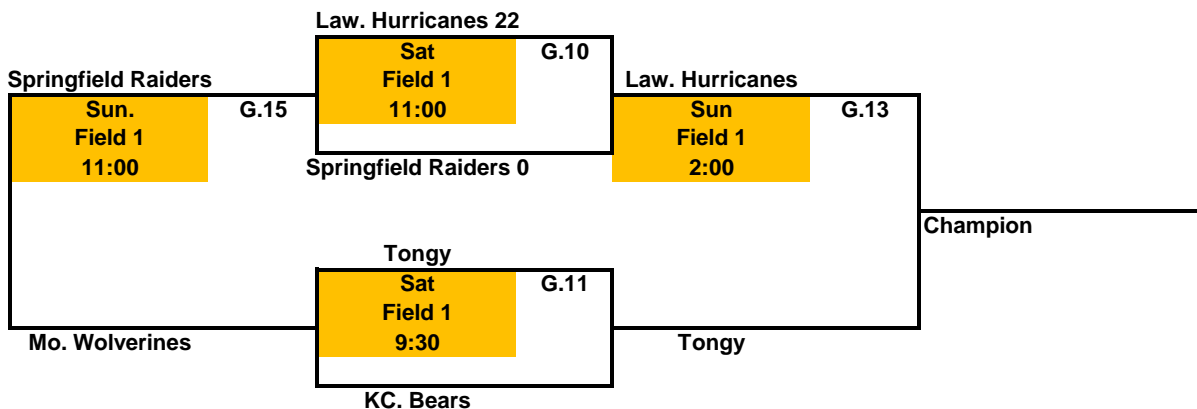 Law. Hurricanes 22
Sat G.10
Springfield Raiders Field 1 Law. Hurricanes
Sun. G.15 11:00 Sun G.13
Field 1 Field 1
11:00 Springfield Raiders 0 2:00
Champion
Tongy
Sat G.11
Field 1
Mo. Wolverines 9:30 Tongy
KC. Bears